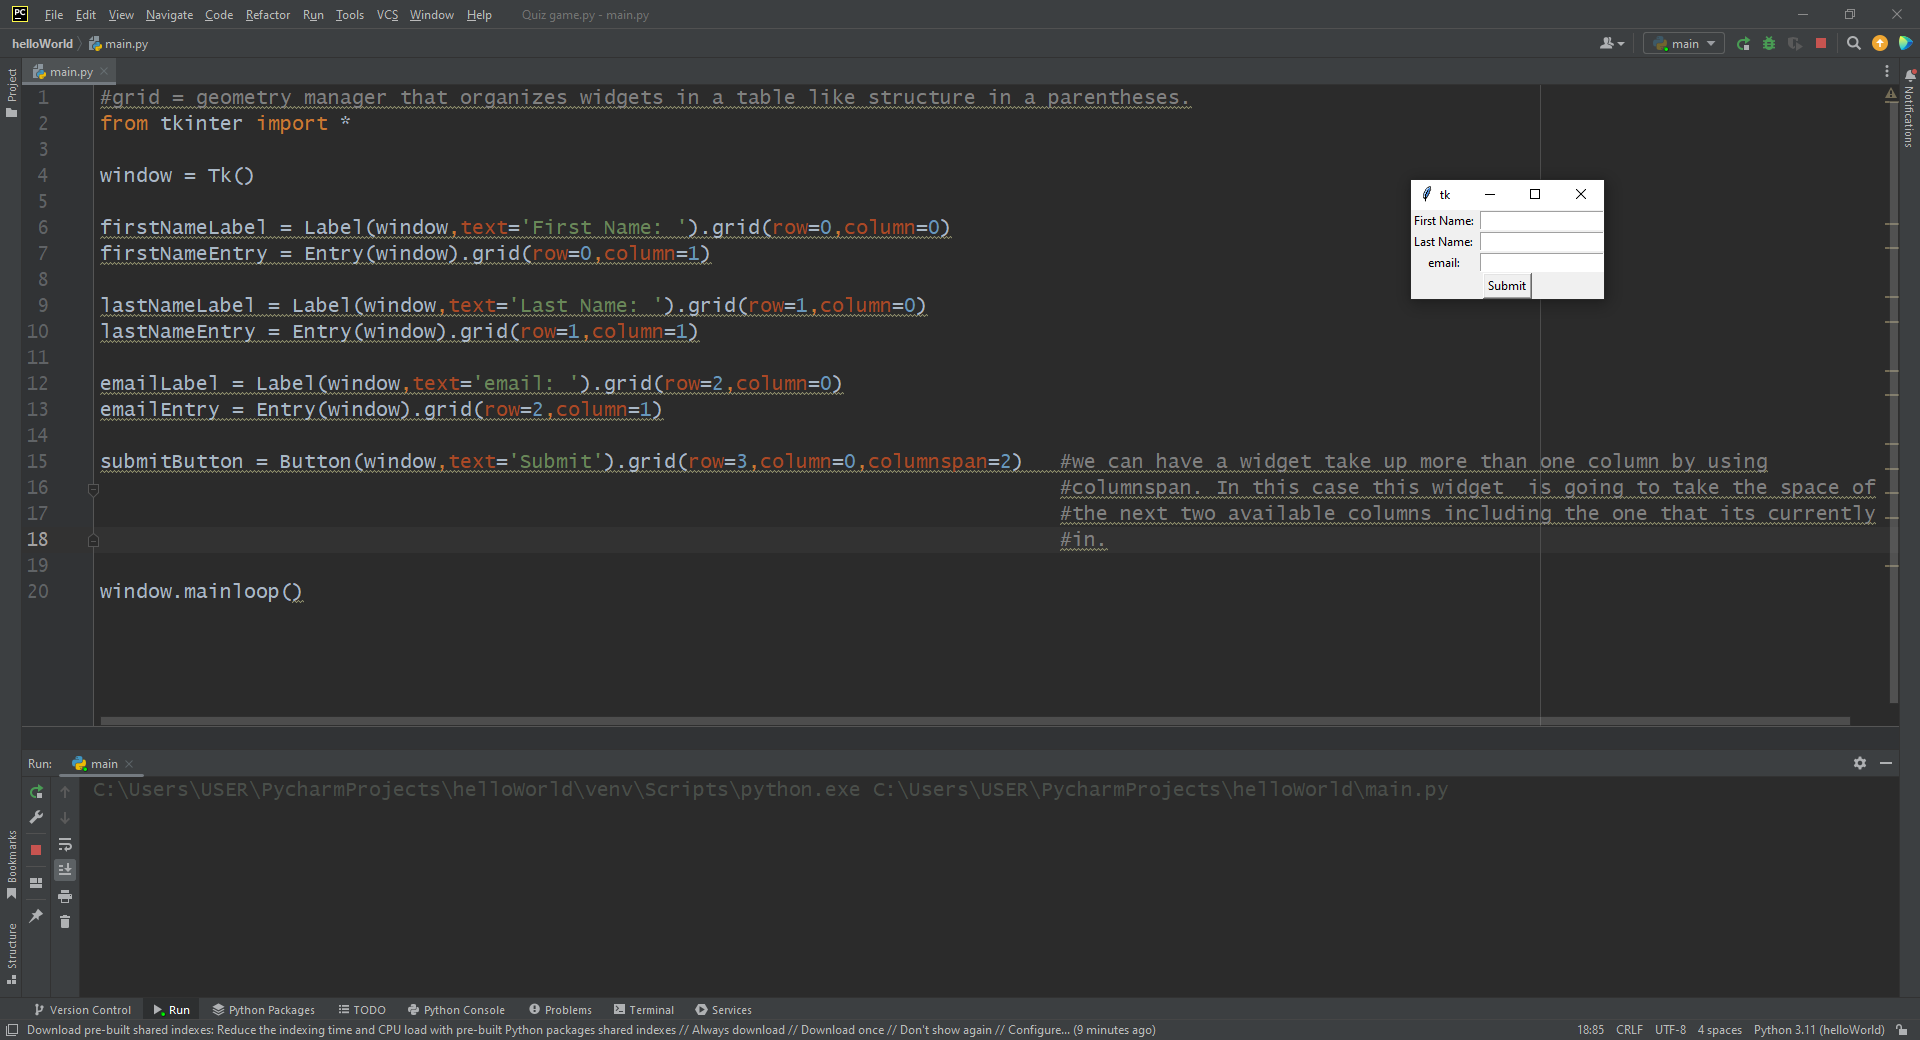 PC File Edit View Navigate Code Refactor Run Tools VCS Window Help Quiz game.py - main.py
helloWorld main.py main
main.py
Project
Notifications
1 #grid = geometry manager that organizes widgets in a table like structure in a parentheses.
2 from tkinter import *
3
4 window = Tk()
5
6 firstNameLabel = Label(window,text='First Name: ').grid(row=0,column=0)
7 firstNameEntry = Entry(window).grid(row=0,column=1)
8
9 lastNameLabel = Label(window,text='Last Name: ').grid(row=1,column=0)
10 lastNameEntry = Entry(window).grid(row=1,column=1)
11
12 emailLabel = Label(window,text='email: ').grid(row=2,column=0)
13 emailEntry = Entry(window).grid(row=2,column=1)
14
15 submitButton = Button(window,text='Submit').grid(row=3,column=0,columnspan=2) #we can have a widget take up more than one column by using
16 #columnspan. In this case this widget  is going to take the space of
17 #the next two available columns including the one that its currently
18 #in.
19
20 window.mainloop()
tk
First Name:
Last Name:
email:
Submit
Run: main
C:\Users\USER\PycharmProjects\helloWorld\venv\Scripts\python.exe C:\Users\USER\PycharmProjects\helloWorld\main.py
Bookmarks
Structure
Version Control Run Python Packages TODO Python Console Problems Terminal Services
Download pre-built shared indexes: Reduce the indexing time and CPU load with pre-built Python packages shared indexes // Always download // Download once // Don't show again // Configure... (9 minutes ago) 18:85 CRLF UTF-8 4 spaces Python 3.11 (helloWorld)